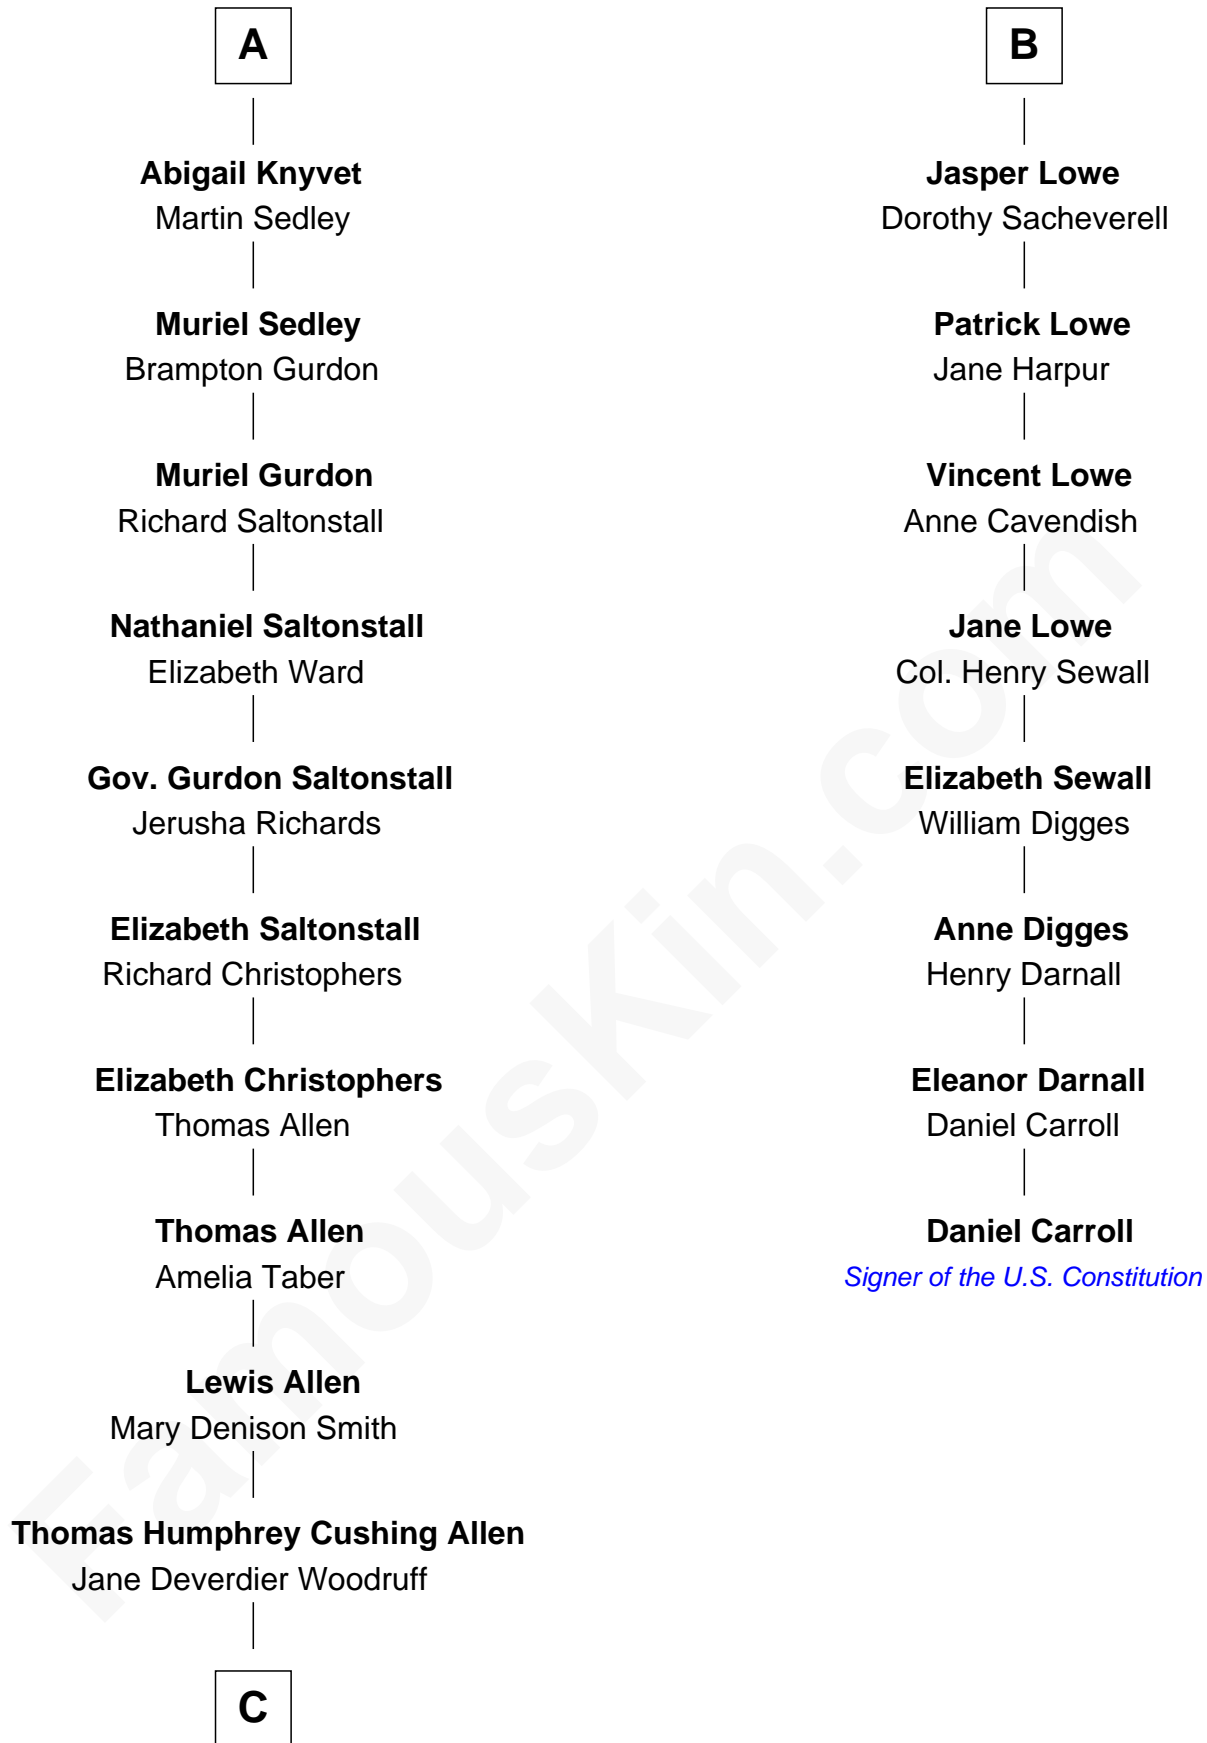 A
Abigail Knyvet
Martin Sedley
Muriel Sedley
Brampton Gurdon
Muriel Gurdon
Richard Saltonstall
Nathaniel Saltonstall
Elizabeth Ward
Gov. Gurdon Saltonstall
Jerusha Richards
Elizabeth Saltonstall
Richard Christophers
Elizabeth Christophers
Thomas Allen
Thomas Allen
Amelia Taber
Lewis Allen
Mary Denison Smith
Thomas Humphrey Cushing Allen
Jane Deverdier Woodruff
C
B
Jasper Lowe
Dorothy Sacheverell
Patrick Lowe
Jane Harpur
Vincent Lowe
Anne Cavendish
Jane Lowe
Col. Henry Sewall
Elizabeth Sewall
William Digges
Anne Digges
Henry Darnall
Eleanor Darnall
Daniel Carroll
Daniel Carroll
Signer of the U.S. Constitution
FamousKin.com